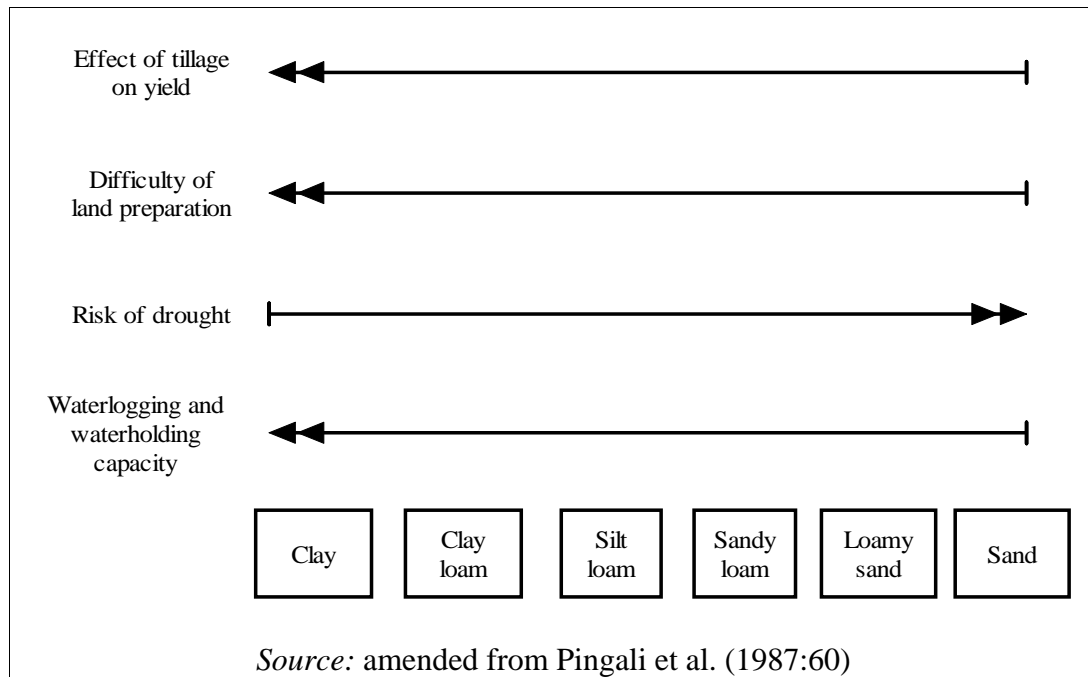 Effect of tillage
on yield
Difficulty of
land preparation
Risk of drought
Waterlogging and
waterholding
capacity
Clay
Clay
loam
Silt
loam
Sandy
loam
Loamy
sand
Sand
Source: amended from Pingali et al. (1987:60)